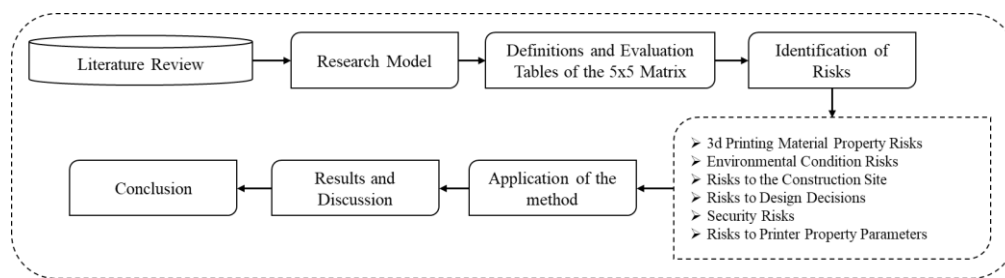 Literature Review
Research Model
Definitions and Evaluation
Tables of the 5x5 Matrix
Identification of
Risks
➢ 3d Printing Material Property Risks
➢ Environmental Condition Risks
➢ Risks to the Construction Site
➢ Risks to Design Decisions
➢ Security Risks
➢ Risks to Printer Property Parameters
Application of the
method
Results and
Discussion
Conclusion